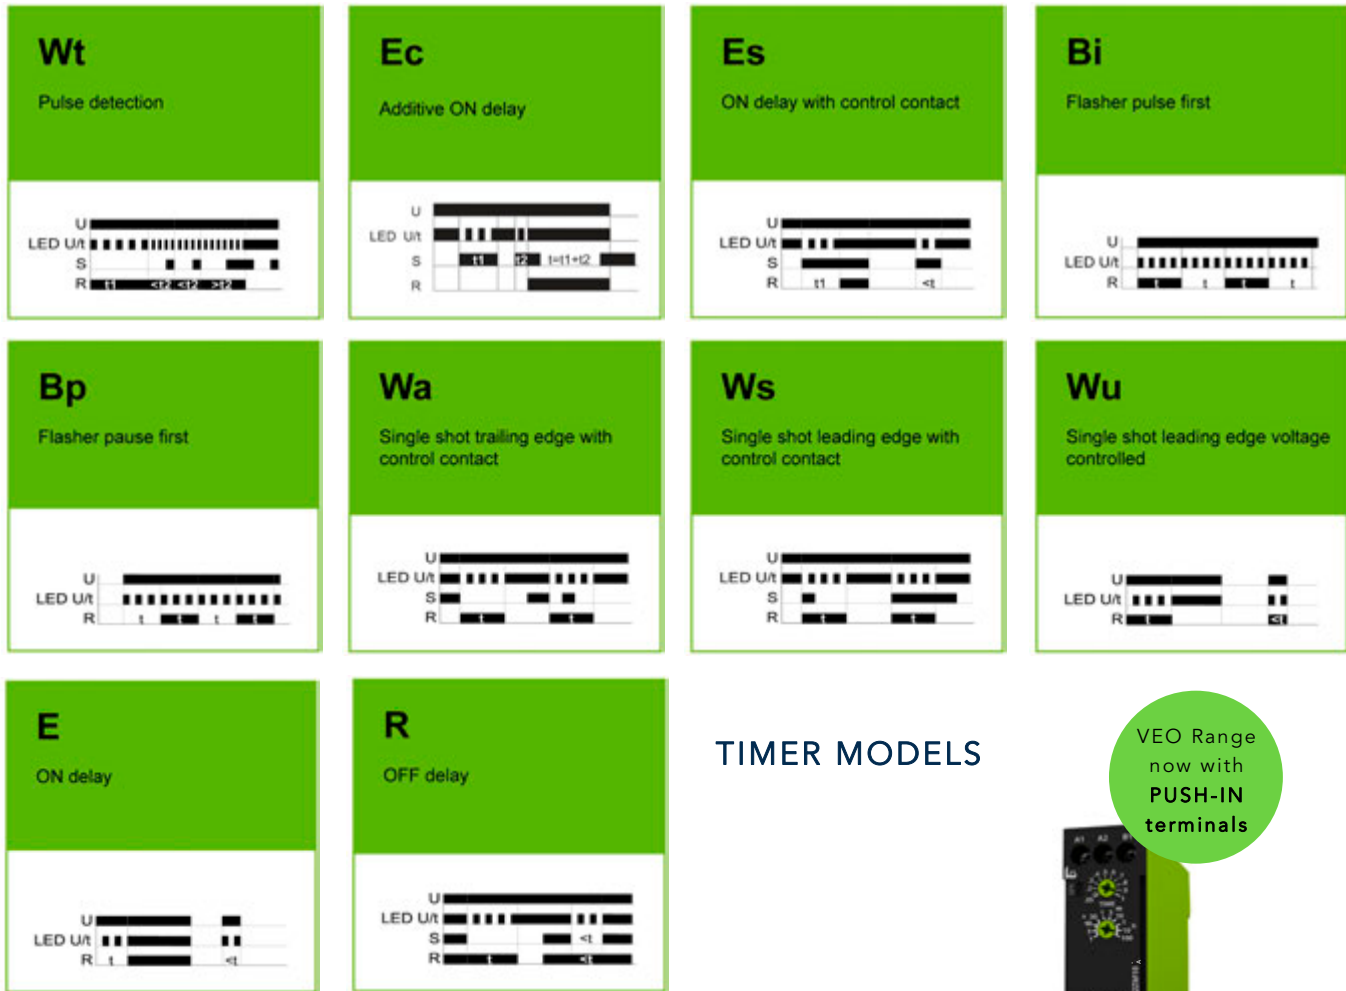 Wt
Pulse detection
U
LED U/t
S
R t1 <t2 <t2 >t2
Ec
Additive ON delay
U
LED U/t
S t1 t2 t=t1+t2
R
Es
ON delay with control contact
U
LED U/t
S
R t1 <t
Bi
Flasher pulse first
U
LED U/t
R t t t t
Bp
Flasher pause first
U
LED U/t
R t t t t
Wa
Single shot trailing edge with
control contact
U
LED U/t
S
R t t
Ws
Single shot leading edge with
control contact
U
LED U/t
S
R t t
Wu
Single shot leading edge voltage
controlled
U
LED U/t
R t <t
E
ON delay
U
LED U/t
R t <t
R
OFF delay
U
LED U/t
S <t
R t <t
TIMER MODELS
VEO Range
now with
PUSH-IN
terminals
A1 A2